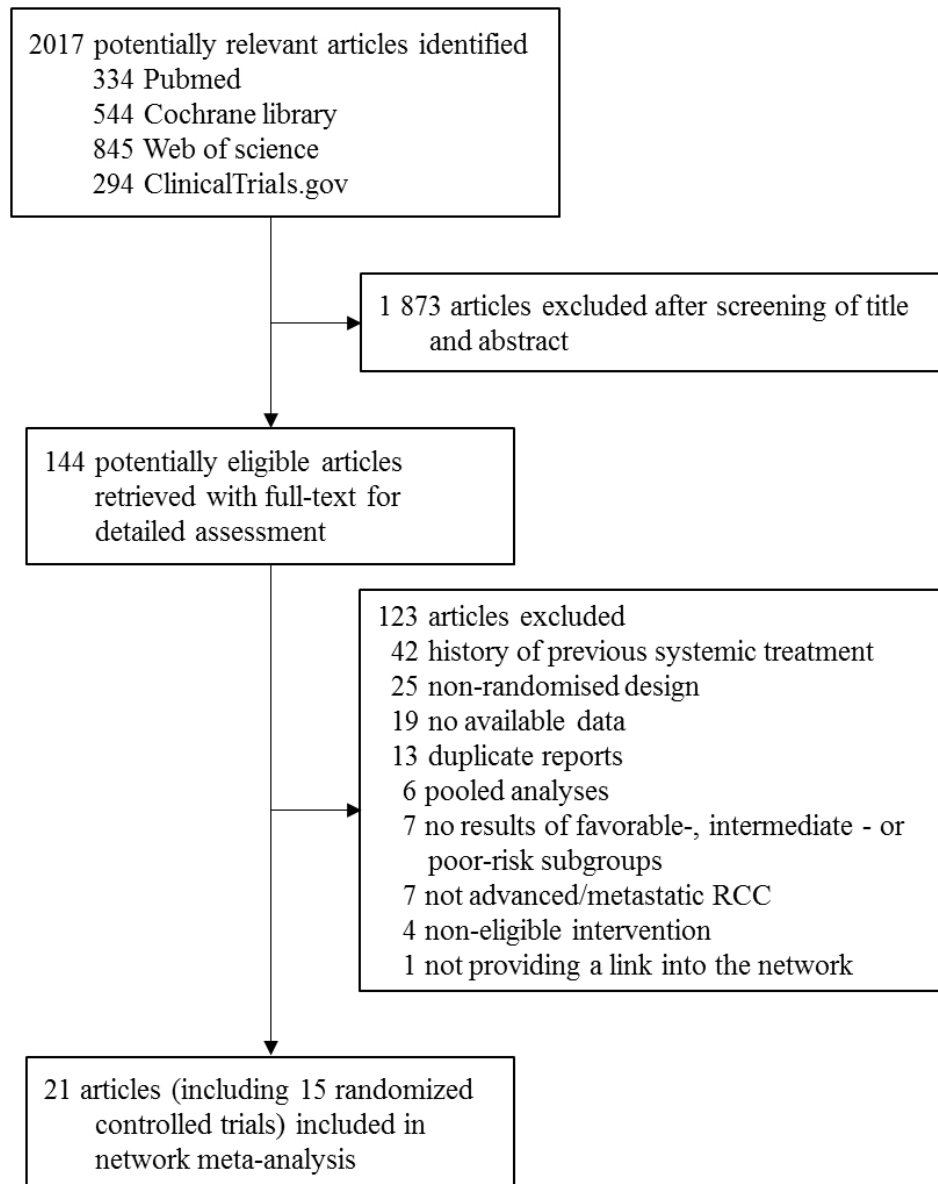 2017 potentially relevant articles identified
334 Pubmed
544 Cochrane library
845 Web of science
294 ClinicalTrials.gov
1 873 articles excluded after screening of title
and abstract
144 potentially eligible articles
retrieved with full-text for
detailed assessment
123 articles excluded
42 history of previous systemic treatment
25 non-randomised design
19 no available data
13 duplicate reports
6 pooled analyses
7 no results of favorable-, intermediate - or
poor-risk subgroups
7 not advanced/metastatic RCC
4 non-eligible intervention
1 not providing a link into the network
21 articles (including 15 randomized
controlled trials) included in
network meta-analysis